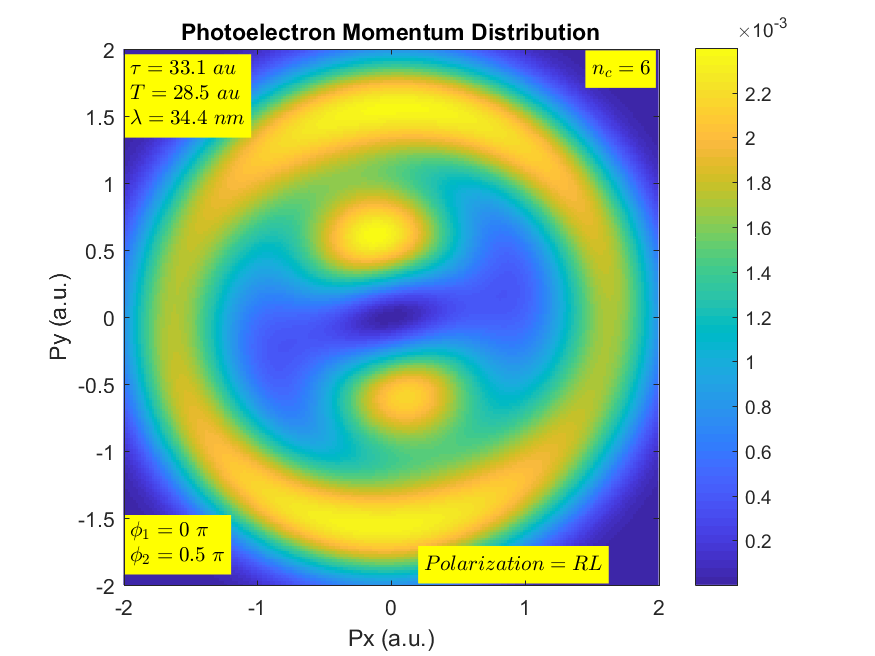 Photoelectron Momentum Distribution
×10⁻³
τ = 33.1 au
T = 28.5 au
λ = 34.4 nm
n_c = 6
ϕ₁ = 0 π
ϕ₂ = 0.5 π
Polarization = RL
2
1.5
1
0.5
0
-0.5
-1
-1.5
-2
Py (a.u.)
-2
-1
0
1
2
Px (a.u.)
2.2
2
1.8
1.6
1.4
1.2
1
0.8
0.6
0.4
0.2